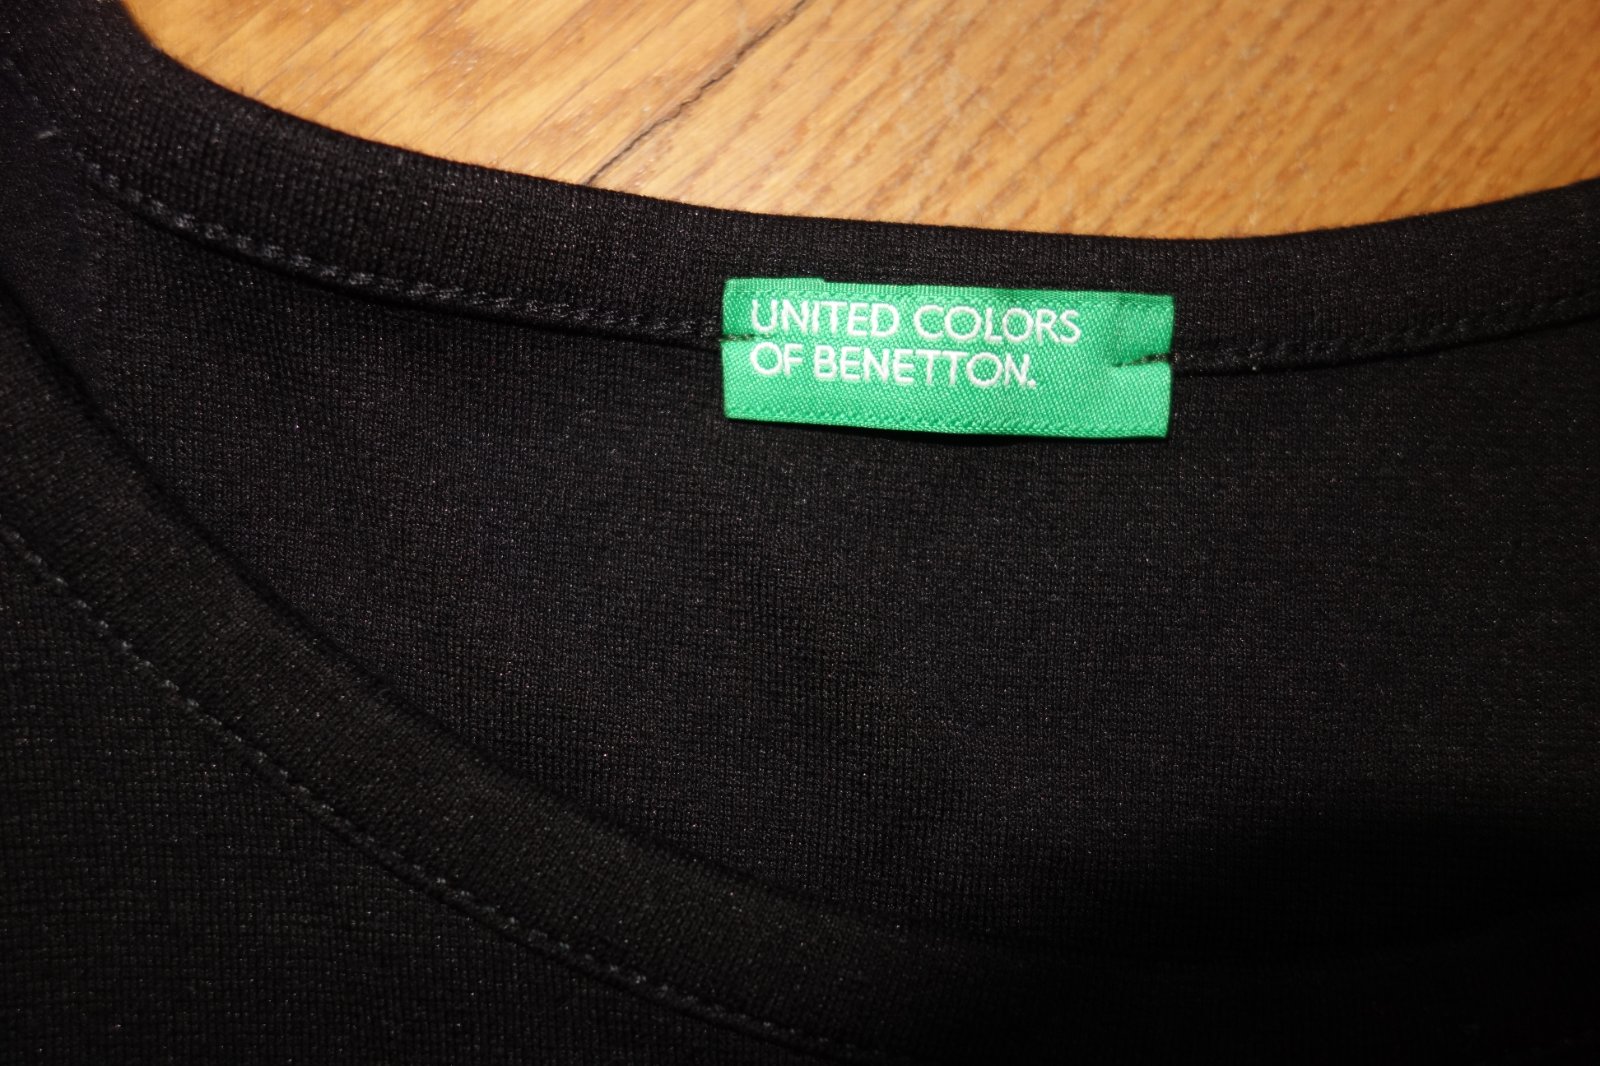 UNITED COLORS
OF BENETTON.